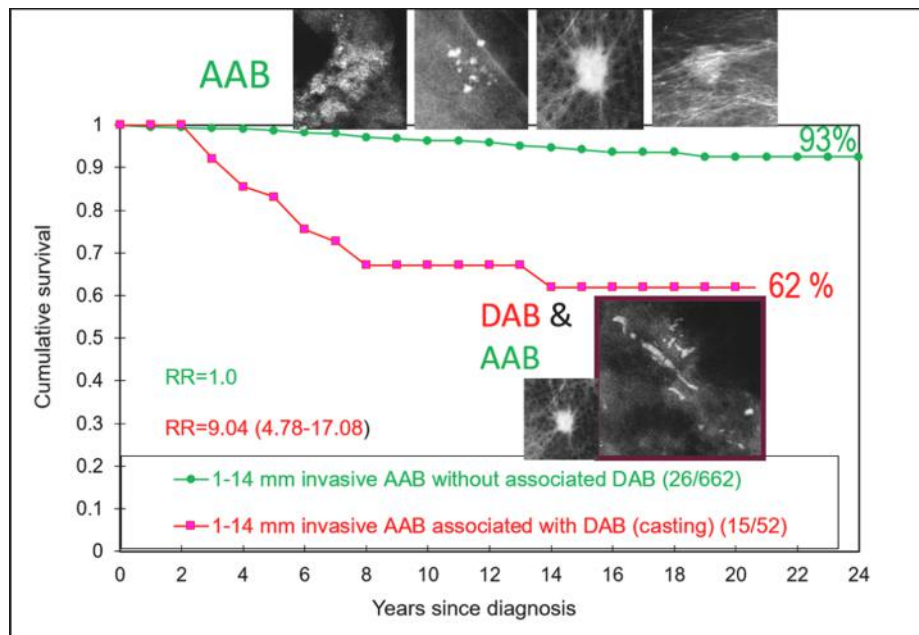 AAB
1
0.9
0.8
0.7
0.6
0.5
0.4
0.3
0.2
0.1
0
Cumulative survival
93%
62 %
DAB &
AAB
RR=1.0
RR=9.04 (4.78-17.08)
1-14 mm invasive AAB without associated DAB (26/662)
1-14 mm invasive AAB associated with DAB (casting) (15/52)
0 2 4 6 8 10 12 14 16 18 20 22 24
Years since diagnosis